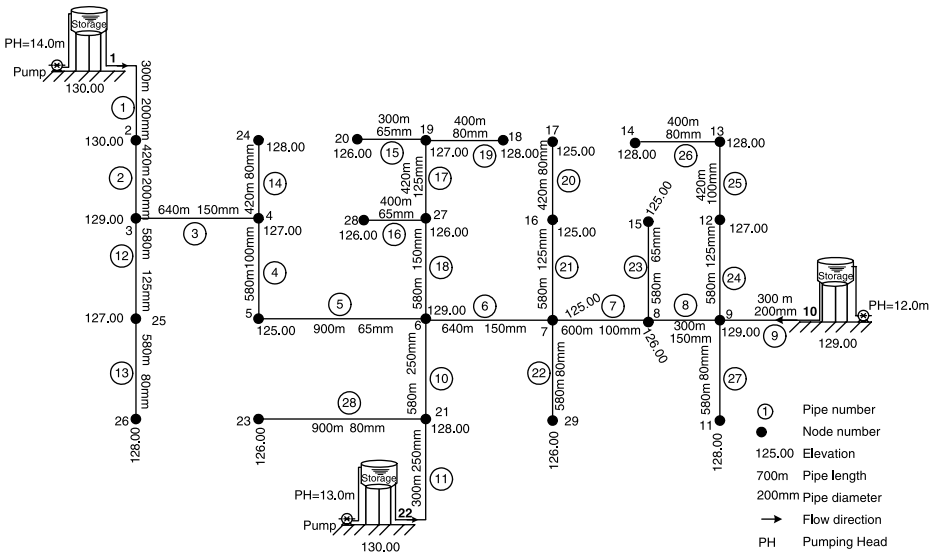 Storage
PH=14.0m
Pump
1
130.00
300m 200mm
1
2
130.00
420m 200mm
2
3
129.00
640m 150mm
3
24
128.00
420m 80mm
14
4
127.00
580m 125mm
12
580m 100mm
4
127.00
25
580m 80mm
13
26
128.00
5
125.00
900m 65mm
5
20
126.00
300m
65mm
15
19
127.00
400m
80mm
19
18
128.00
420m
125mm
17
400m
65mm
28
126.00
16
27
126.00
580m 150mm
18
129.00
6
640m 150mm
6
17
125.00
420m 80mm
20
16
125.00
580m 125mm
21
125.00
7
600m 100mm
7
580m 80mm
22
29
126.00
15
125.00
580m 65mm
23
8
126.00
300m
150mm
8
14
128.00
400m
80mm
26
13
128.00
420m
100mm
25
12
127.00
580m 125mm
24
9
129.00
300 m
200mm
9
10
Storage
PH=12.0m
129.00
580m 80mm
27
11
128.00
580m 250mm
10
21
128.00
28
900m 80mm
23
126.00
300m 250mm
11
Storage
PH=13.0m
Pump
22
130.00
1 Pipe number
Node number
125.00 Elevation
700m Pipe length
200mm Pipe diameter
Flow direction
PH Pumping Head